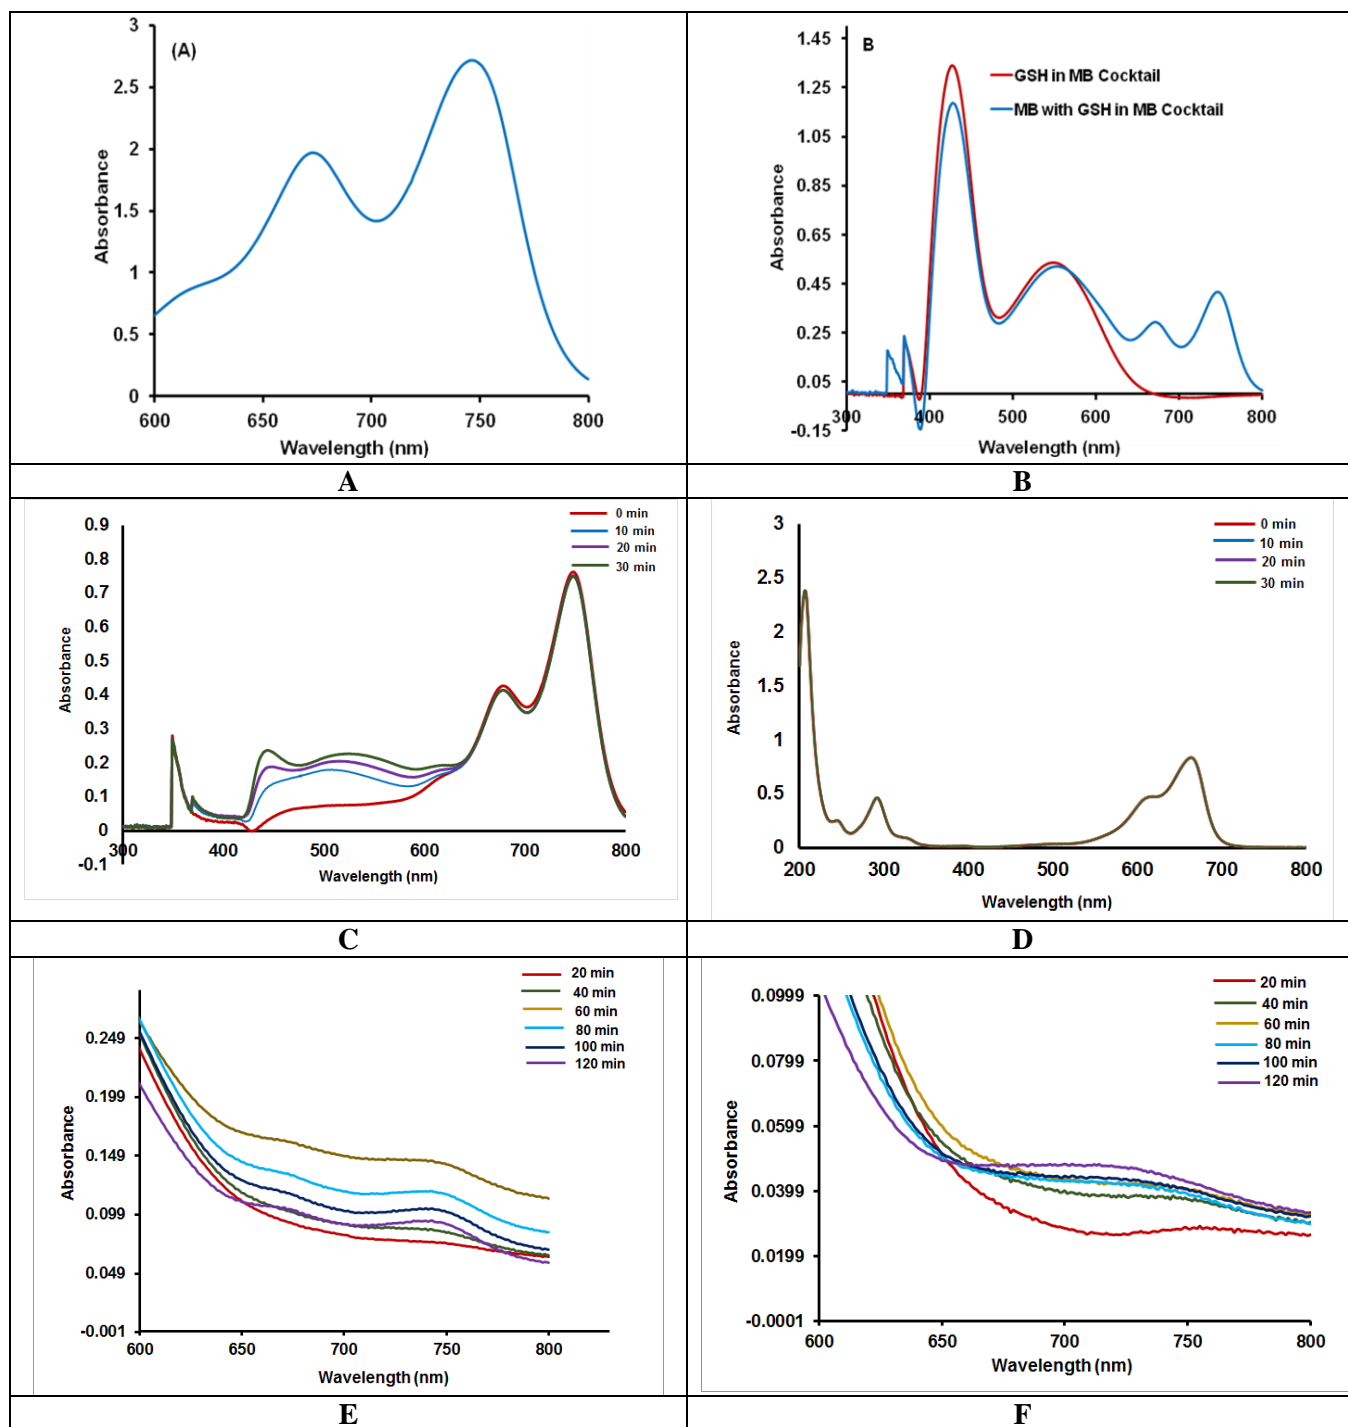 3
(A)
2.5
2
1.5
1
0.5
0
600
650
700
750
800
Absorbance
Wavelength (nm)
A
1.45
B
1.25
1.05
0.85
0.65
0.45
0.25
0.05
-0.15
300
400
500
600
700
800
GSH in MB Cocktail
MB with GSH in MB Cocktail
Absorbance
Wavelength (nm)
B
0.9
0.8
0.7
0.6
0.5
0.4
0.3
0.2
0.1
0
-0.1
300
400
500
600
700
800
0 min
10 min
20 min
30 min
Absorbance
Wavelength (nm)
C
3
2.5
2
1.5
1
0.5
0
200
300
400
500
600
700
800
0 min
10 min
20 min
30 min
Absorbance
Wavelength (nm)
D
0.249
0.199
0.149
0.099
0.049
-0.001
600
650
700
750
800
20 min
40 min
60 min
80 min
100 min
120 min
Absorbance
Wavelength (nm)
E
0.0999
0.0799
0.0599
0.0399
0.0199
-0.0001
600
650
700
750
800
20 min
40 min
60 min
80 min
100 min
120 min
Absorbance
Wavelength (nm)
F